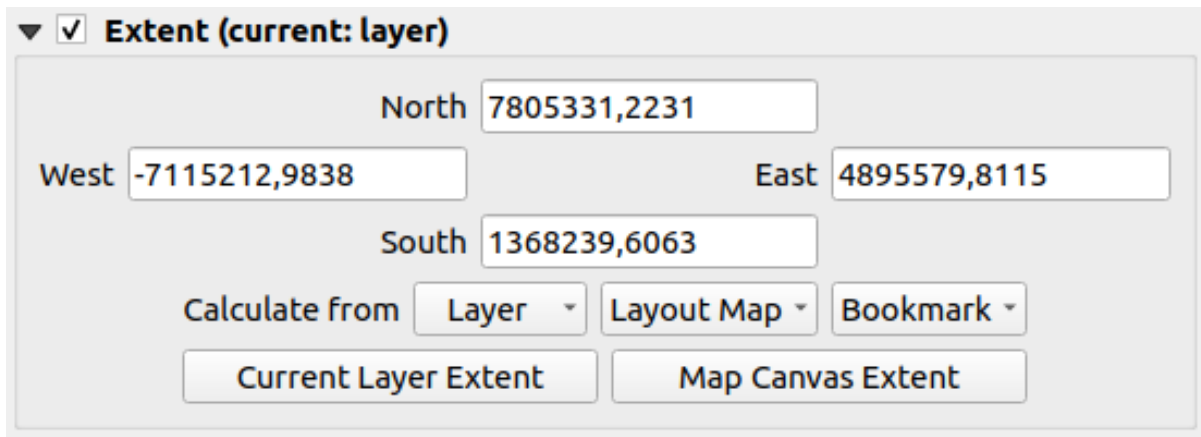 Extent (current: layer)
North 7805331,2231
West -7115212,9838 East 4895579,8115
South 1368239,6063
Calculate from Layer Layout Map Bookmark
Current Layer Extent Map Canvas Extent